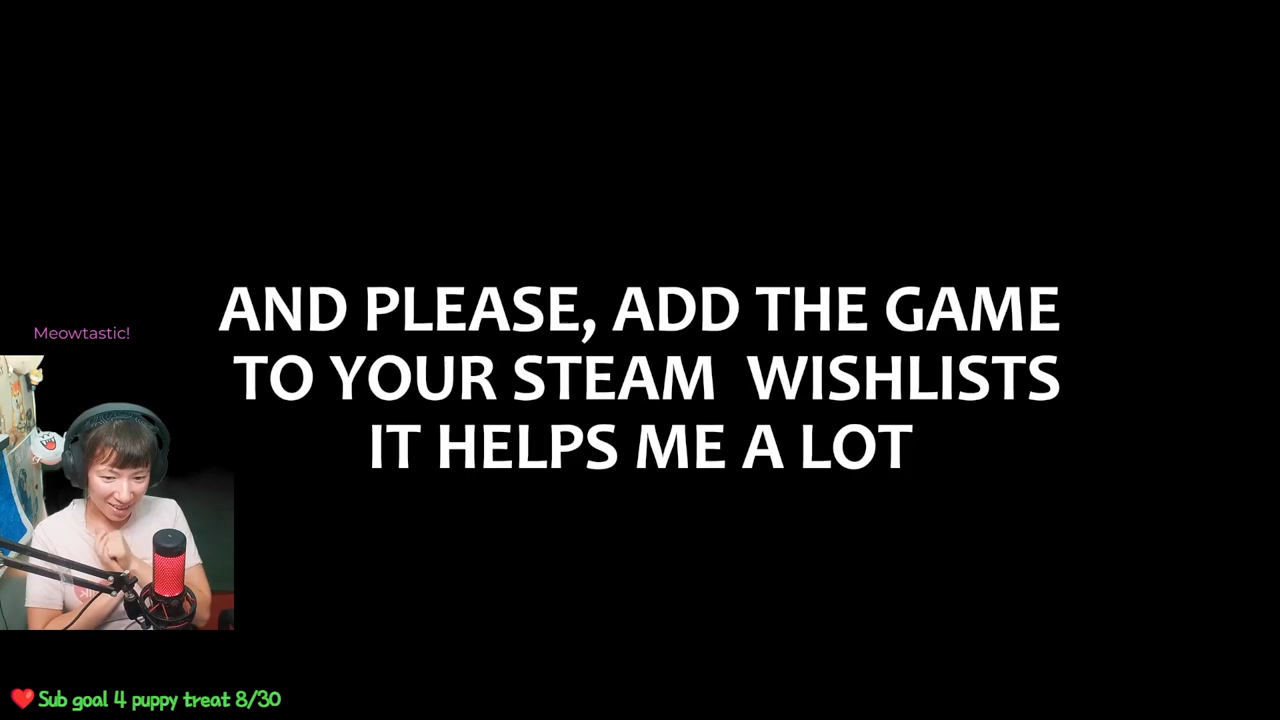 AND PLEASE, ADD THE GAME
TO YOUR STEAM  WISHLISTS
IT HELPS ME A LOT
Meowtastic!
❤️Sub goal 4 puppy treat 8/30